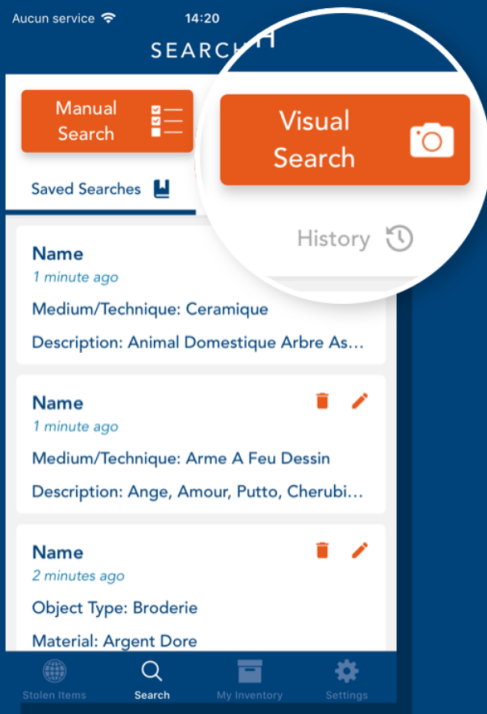 Aucun service 14:20
SEARCH
Manual
Search
Visual
Search
Saved Searches
History
Name
1 minute ago
Medium/Technique: Ceramique
Description: Animal Domestique Arbre As...
Name
1 minute ago
Medium/Technique: Arme A Feu Dessin
Description: Ange, Amour, Putto, Cherubi...
Name
2 minutes ago
Object Type: Broderie
Material: Argent Dore
Stolen Items Search My Inventory Settings